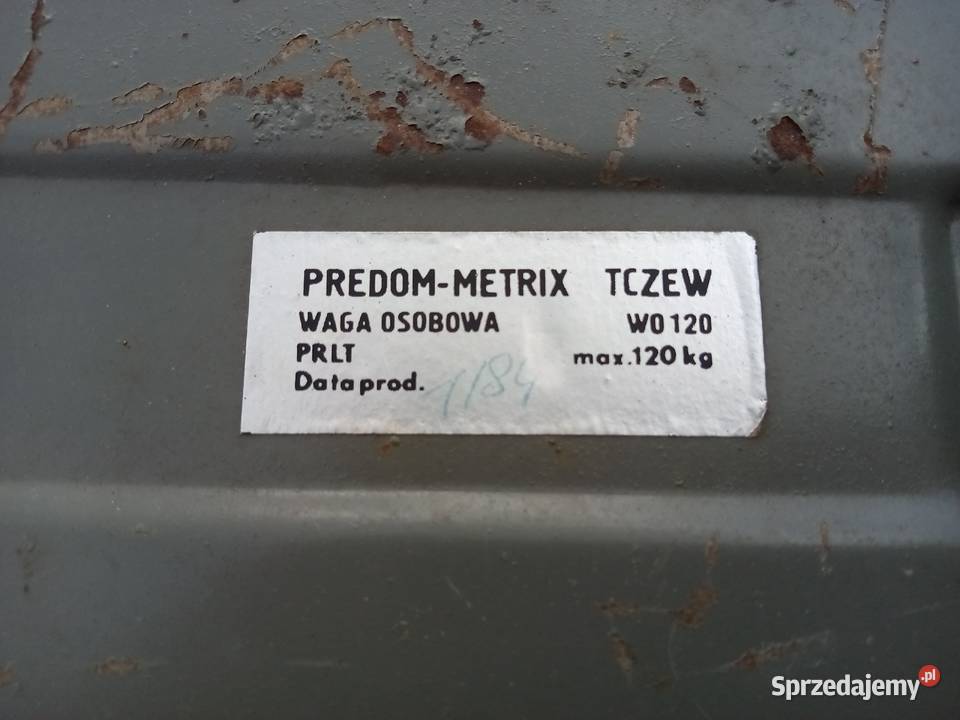 PREDOM-METRIX TCZEW
WAGA OSOBOWA WO 120
PRLT max.120 kg
Data prod. 1/84
Sprzedajemy.pl